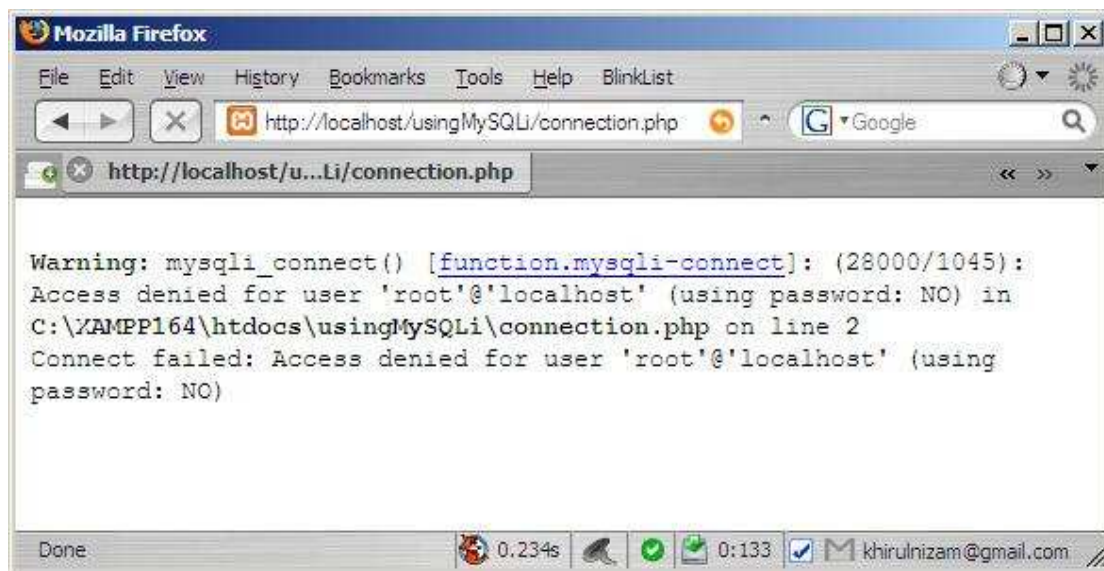 Mozilla Firefox
File Edit View History Bookmarks Tools Help BlinkList
http://localhost/usingMySQLi/connection.php Google
http://localhost/u...Li/connection.php
Warning: mysqli_connect() [function.mysqli-connect]: (28000/1045):
Access denied for user 'root'@'localhost' (using password: NO) in
C:\XAMPP164\htdocs\usingMySQLi\connection.php on line 2
Connect failed: Access denied for user 'root'@'localhost' (using
password: NO)
Done 0.234s 0:133 khirulnizam@gmail.com